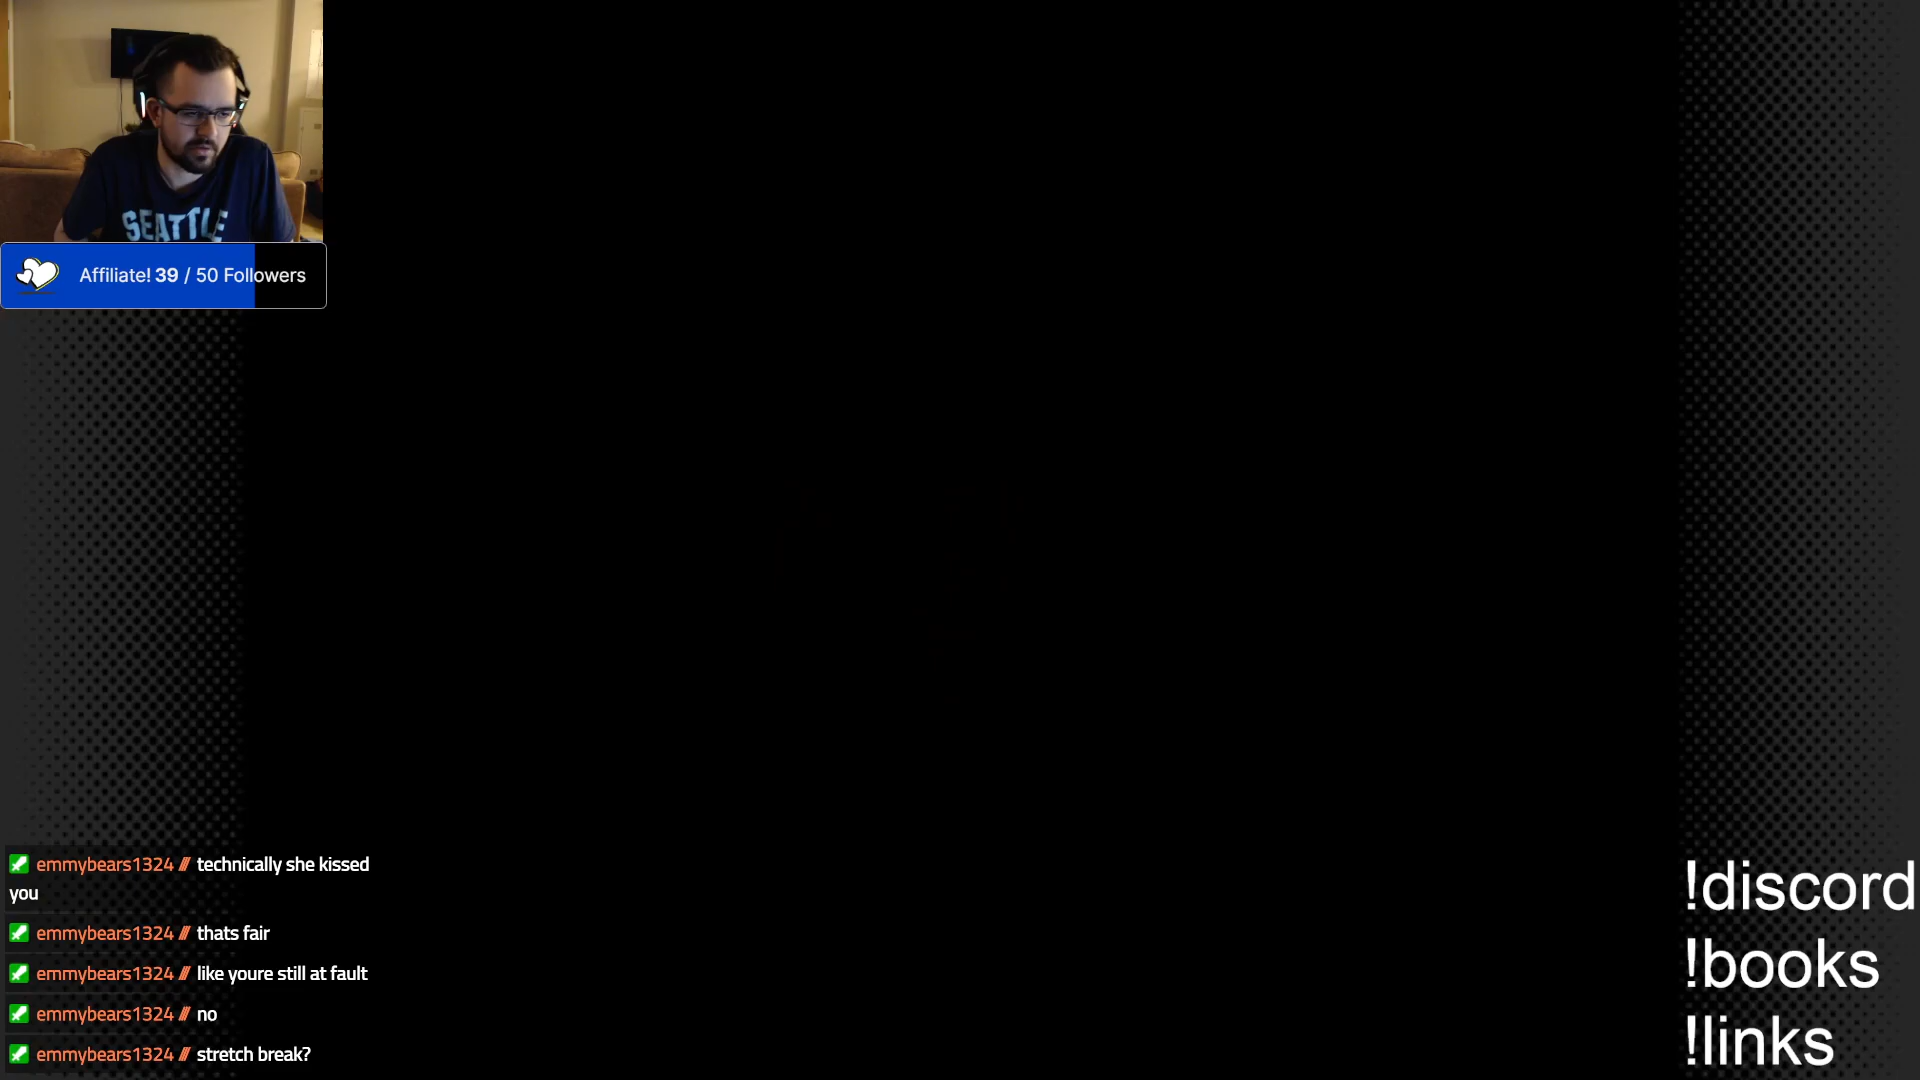 SEATTLE
Affiliate! 39 / 50 Followers
emmybears1324 /// technically she kissed
you
emmybears1324 /// thats fair
emmybears1324 /// like youre still at fault
emmybears1324 /// no
emmybears1324 /// stretch break?
!discord
!books
!links